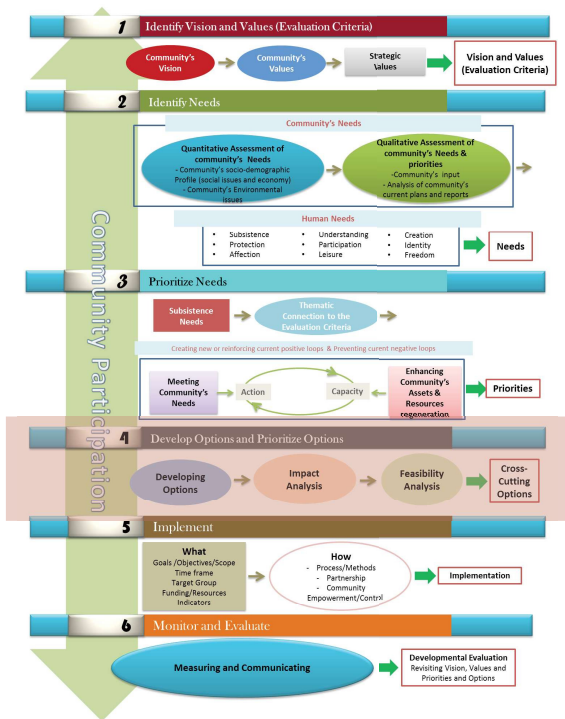 Community Participation
1 Identify Vision and Values (Evaluation Criteria)
Community's
Vision
Community's
Values
Strategic
Values
Vision and Values
(Evaluation Criteria)
2 Identify Needs
Community's Needs
Quantitative Assessment of
community's Needs
- Community's socio-demographic
Profile (social issues and economy)
- Community's Environmental
issues
Qualitative Assessment of
community's Needs &
priorities
-Community's input
- Analysis of community's
current plans and reports
Human Needs
• Subsistence
• Protection
• Affection
• Understanding
• Participation
• Leisure
• Creation
• Identity
• Freedom
Needs
3 Prioritize Needs
Subsistence
Needs
Thematic
Connection to the
Evaluation Criteria
Creating new or reinforcing current positive loops & Preventing curent negative loops
Meeting
Community's
Needs
Action
Capacity
Enhancing
Community's
Assets &
Resources
regeneration
Priorities
4 Develop Options and Prioritize Options
Developing
Options
Impact
Analysis
Feasibility
Analysis
Cross-
Cutting
Options
5 Implement
What
Goals /Objectives/Scope
Time frame
Target Group
Funding/Resources
Indicators
How
- Process/Methods
- Partnership
- Community
Empowerment/Control
Implementation
6 Monitor and Evaluate
Measuring and Communicating
Developmental Evaluation
Revisiting Vision, Values and
Priorities and Options